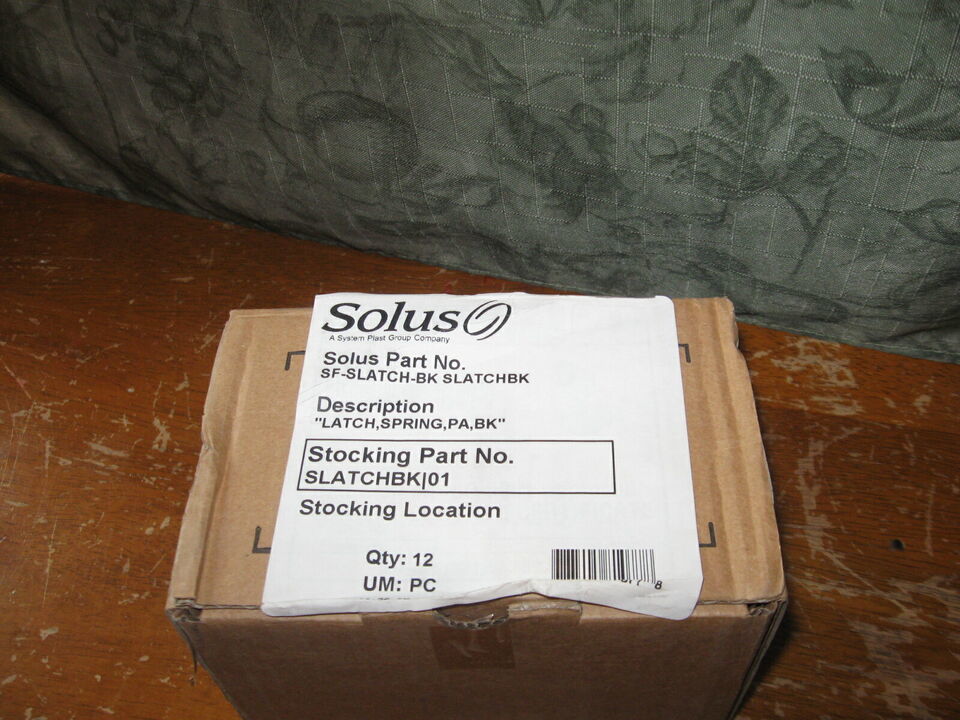 Solus
A System Plast Group Company
Solus Part No.
SF-SLATCH-BK SLATCHBK
Description
"LATCH,SPRING,PA,BK"
Stocking Part No.
SLATCHBK|01
Stocking Location
Qty: 12
UM: PC